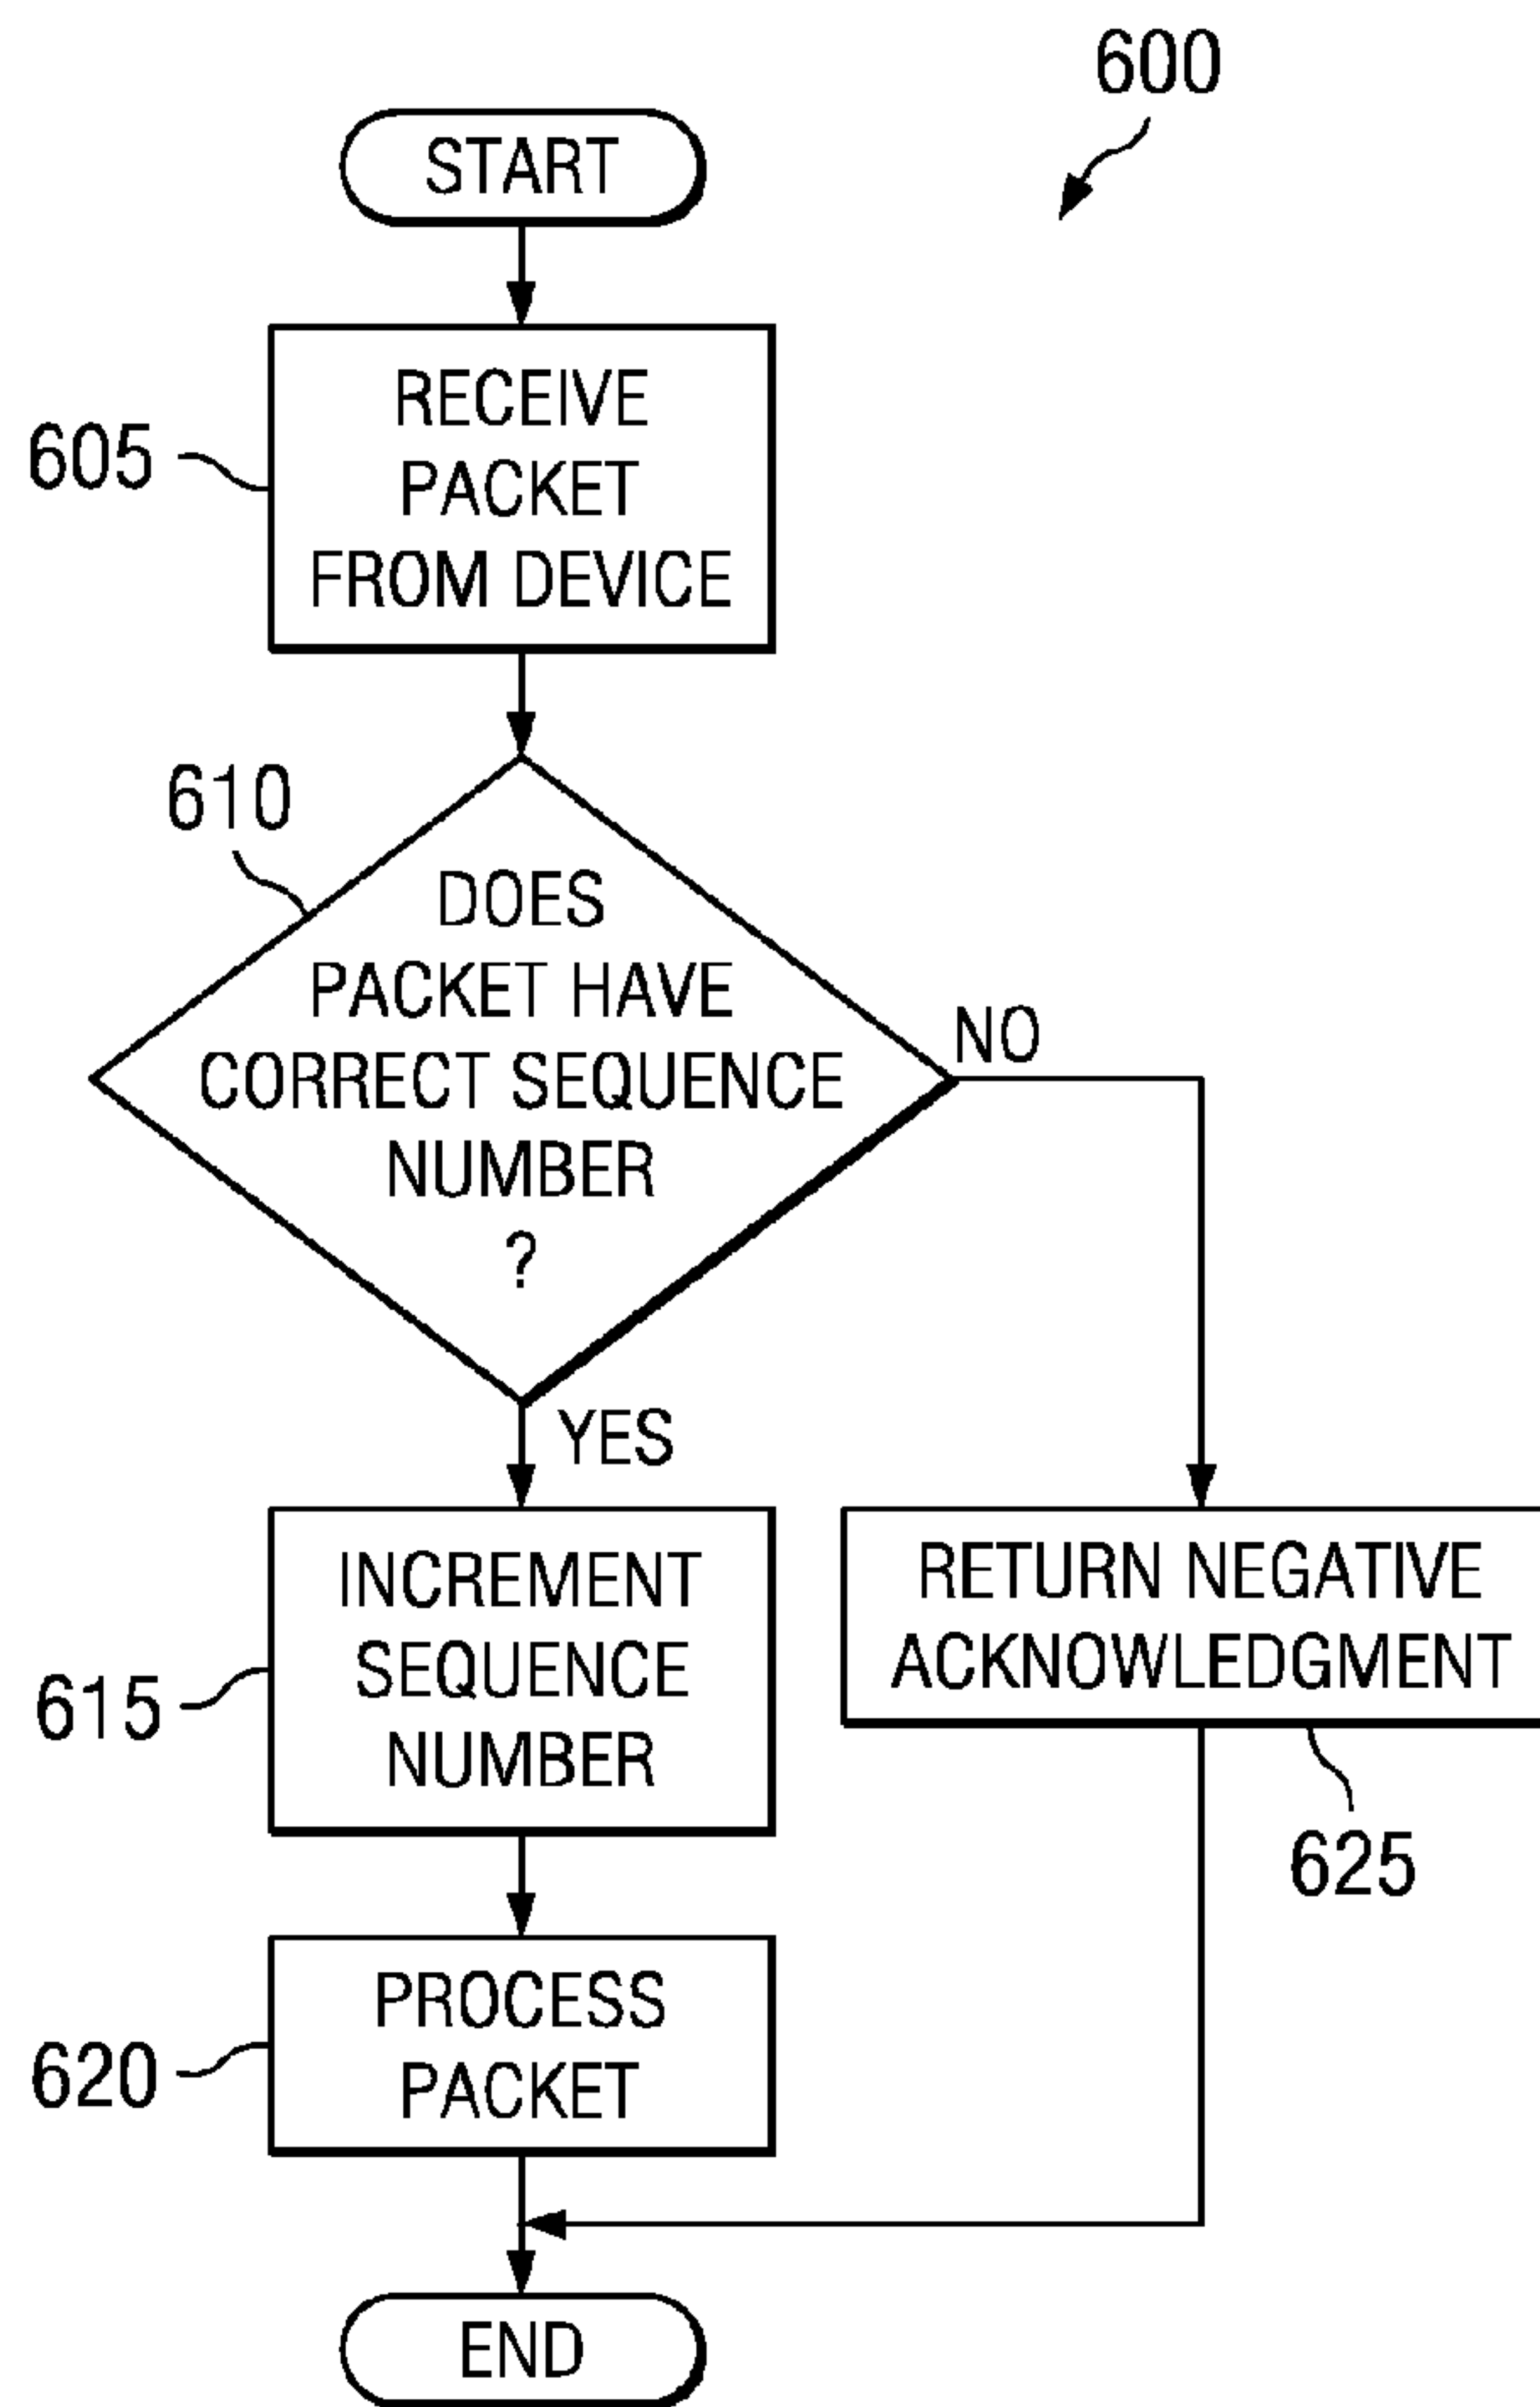 600
START
605
RECEIVE
PACKET
FROM DEVICE
610
DOES
PACKET HAVE
CORRECT SEQUENCE
NUMBER
?
NO
YES
615
INCREMENT
SEQUENCE
NUMBER
RETURN NEGATIVE
ACKNOWLEDGMENT
625
620
PROCESS
PACKET
END